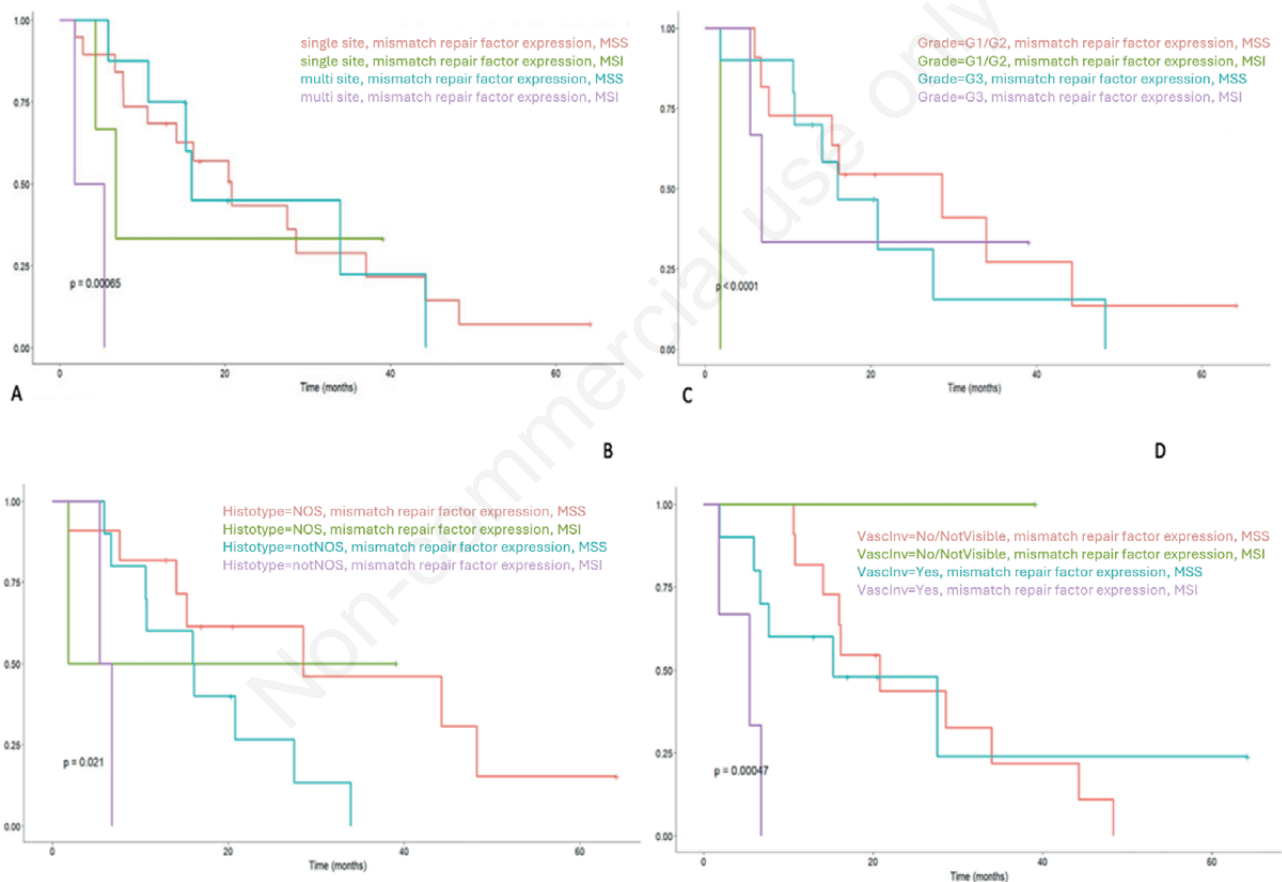 1.00
0.75
0.50
0.25
0.00
single site, mismatch repair factor expression, MSS
single site, mismatch repair factor expression, MSI
multi site, mismatch repair factor expression, MSS
multi site, mismatch repair factor expression, MSI
p = 0.00065
0 20 40 60
Time (months)
A
1.00
0.75
0.50
0.25
0.00
Grade=G1/G2, mismatch repair factor expression, MSS
Grade=G1/G2, mismatch repair factor expression, MSI
Grade=G3, mismatch repair factor expression, MSS
Grade=G3, mismatch repair factor expression, MSI
p < 0.0001
0 20 40 60
Time (months)
C
B
1.00
0.75
0.50
0.25
0.00
Histotype=NOS, mismatch repair factor expression, MSS
Histotype=NOS, mismatch repair factor expression, MSI
Histotype=notNOS, mismatch repair factor expression, MSS
Histotype=notNOS, mismatch repair factor expression, MSI
p = 0.021
0 20 40 60
Time (months)
D
1.00
0.75
0.50
0.25
0.00
VascInv=No/NotVisible, mismatch repair factor expression, MSS
VascInv=No/NotVisible, mismatch repair factor expression, MSI
VascInv=Yes, mismatch repair factor expression, MSS
VascInv=Yes, mismatch repair factor expression, MSI
p = 0.00047
0 20 40 60
Time (months)
Non-commercial use only